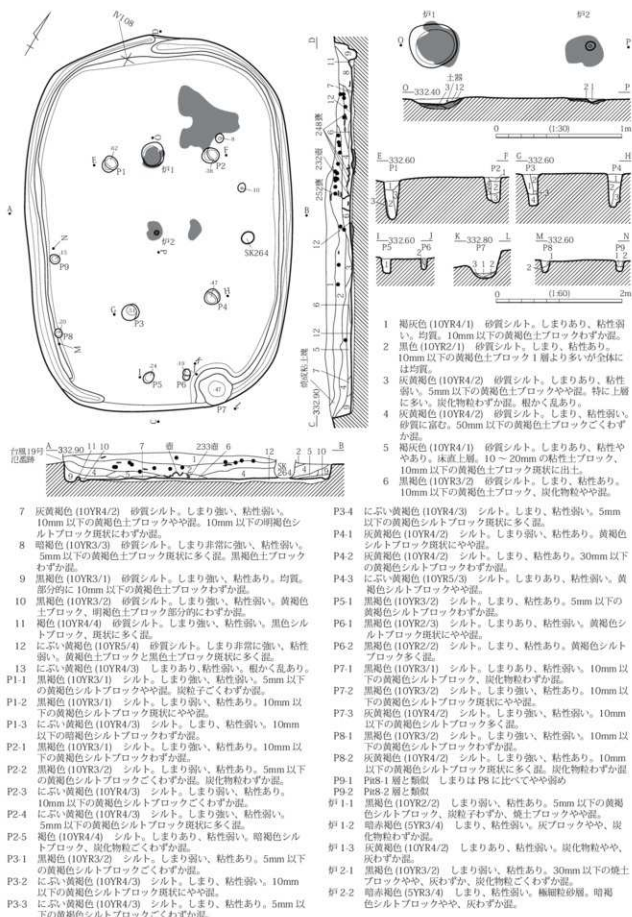 IV108
炉1
炉2
土器
O 332.40 3 12 2 1 P
0 (1:30) 1m
E 332.60 F
P1 P2
G 332.60 H
P3 P4
I 332.60 J
P5 P6
K 332.80 L
P7
M 332.60 N
P8 P9
0 (1:60) 2m
SK264
248甕
232壺
252甕
焼成粘土塊
C 332.90
台風19号
氾濫跡
A 332.90 11 10 7 壺 233壺 6 12 2 5 10 B
1 褐灰色 (10YR4/1) 砂質シルト。しまりあり、粘性弱
い。均質。10mm 以下の黄褐色土ブロックわずか混。
2 黒色 (10YR2/1) 砂質シルト。しまり、粘性あり。
10mm 以下の黄褐色土ブロック 1 層より多いが全体に
は均質。
3 灰黄褐色 (10YR4/2) 砂質シルト。しまりあり、粘性
弱い。5mm 以下の黄褐色土ブロックやや混。特に上層
に多い。炭化物粒わずか混。根かく乱あり。
4 灰黄褐色 (10YR4/2) 砂質シルト。しまり、粘性弱い。
砂質に富む。50mm 以下の黄褐色土ブロックごくわず
か混。
5 褐灰色 (10YR4/1) 砂質シルト。しまりあり、粘性や
やあり。床直上層。10 ~ 20mm の粘性土ブロック、
10mm 以下の黄褐色土ブロック斑状に出土。
6 黒褐色 (10YR3/2) 砂質シルト。しまり、粘性あり。
10mm 以下の黄褐色土ブロック、炭化物粒やや混。
7 灰黄褐色 (10YR4/2) 砂質シルト。しまり強い、粘性弱い。
10mm 以下の黄褐色土ブロックやや混。10mm 以下の明褐色シ
ルトブロック斑状にわずか混。
8 暗褐色 (10YR3/3) 砂質シルト。しまり非常に強い、粘性弱い。
5mm 以下の黄褐色土ブロック斑状に多く混。黒褐色土ブロック
わずか混。
9 黒褐色 (10YR3/1) 砂質シルト。しまり強い、粘性あり。均質。
部分的に 10mm 以下の黄褐色土ブロックわずか混。
10 黒褐色 (10YR3/2) 砂質シルト。しまり強い、粘性弱い。黄褐色
土ブロック、明褐色土ブロック部分的にわずか混。
11 褐色 (10YR4/4) 砂質シルト。しまり強い、粘性弱い。黒色シル
トブロック、斑状に多く混。
12 にぶい黄褐色 (10YR5/4) 砂質シルト。しまり非常に強い、粘性
弱い。黄褐色土ブロックと黒色土ブロック斑状に多く混。
13 にぶい黄褐色 (10YR4/3) しまりあり、粘性弱い。根かく乱あり。
P1-1 黒褐色 (10YR3/1) シルト。しまり強い、粘性弱い。5mm 以下
の黄褐色シルトブロックやや混。炭粒子ごくわずか混。
P1-2 黒褐色 (10YR3/1) シルト。しまり弱い、粘性あり。10mm 以
下の黄褐色シルトブロック斑状にやや混。
P1-3 にぶい黄褐色 (10YR4/3) シルト。しまり、粘性弱い。10mm
以下の暗褐色シルトブロックわずか混。
P2-1 黒褐色 (10YR3/1) シルト。しまり強い、粘性あり。10mm 以
下の黄褐色シルトブロックわずか混。
P2-2 黒褐色 (10YR3/2) シルト。しまり弱い、粘性あり。5mm 以下
の黄褐色シルトブロックごくわずか混。炭化物粒わずか混。
P2-3 にぶい黄褐色 (10YR4/3) シルト。しまり弱い、粘性あり。
10mm 以下の黄褐色シルトブロックごくわずか混。
P2-4 にぶい黄褐色 (10YR4/3) シルト。しまり強い、粘性弱い。
5mm 以下の黄褐色シルトブロック斑状に多く混。
P2-5 褐色 (10YR4/4) シルト。しまりあり、粘性弱い。暗褐色シル
トブロック、炭化物粒ごくわずか混。
P3-1 黒褐色 (10YR3/2) シルト。しまり弱い、粘性あり。5mm 以下
の黄褐色シルトブロックごくわずか混。
P3-2 にぶい黄褐色 (10YR4/3) シルト。しまり、粘性弱い。10mm
以下の黄褐色シルトブロック斑状にやや混。
P3-3 にぶい黄褐色 (10YR4/3) シルト。しまり、粘性あり。5mm 以
下の黄褐色シルトブロックごくわずか混。
P3-4 にぶい黄褐色 (10YR4/3) シルト。しまり、粘性弱い。5mm
以下の黄褐色シルトブロック斑状に多く混。
P4-1 灰黄褐色 (10YR4/2) シルト。しまり弱い、粘性あり。黄褐色
シルトブロック斑状にやや混。
P4-2 灰黄褐色 (10YR4/2) シルト。しまり、粘性あり。30mm 以下
の黄褐色シルトブロックわずか混。
P4-3 にぶい黄褐色 (10YR5/3) シルト。しまりあり、粘性弱い。黄
褐色シルトブロックやや混。
P5-1 黒褐色 (10YR3/2) シルト。しまり、粘性あり。5mm 以下の
黄褐色シルトブロックわずか混。
P6-1 黒褐色 (10YR2/3) シルト。しまりあり、粘性弱い。黄褐色シ
ルトブロック斑状にやや混。
P6-2 黒褐色 (10YR2/2) シルト。しまり、粘性あり。黄褐色シルト
ブロック多く混。
P7-1 黒褐色 (10YR3/1) シルト。しまりあり、粘性弱い。10mm 以
下の黄褐色シルトブロック、炭化物粒わずか混。
P7-2 黒褐色 (10YR3/2) シルト。しまり強い、粘性あり。10mm 以
下の黄褐色シルトブロック斑状に混。
P7-3 灰黄褐色 (10YR4/2) シルト。しまり強い、粘性弱い。10mm
以下の黄褐色シルトブロック多く混。
P8-1 黒褐色 (10YR3/2) シルト。しまり強い、粘性弱い。10mm 以
下の黄褐色シルトブロックわずか混。
P8-2 灰黄褐色 (10YR4/2) シルト。しまり強い、粘性あり。10mm
以下の黄褐色シルトブロック斑状に多く混。炭化物粒わずか混
P9-1 Pit8-1 層と類似 しまりは P8 に比べてやや弱め
P9-2 Pit8-2 層と類似
炉 1-1 黒褐色 (10YR2/2) しまり弱い、粘性あり。5mm 以下の黄褐
色シルトブロック、炭粒子わずか混、焼土ブロックやや混。
炉 1-2 暗赤褐色 (5YR3/4) しまり、粘性弱い。灰ブロックやや、炭
化物粒わずか混。
炉 1-3 灰黄褐色 (10YR4/2) しまり、粘性弱い。炭化物粒やや、
灰わずか混。
炉 2-1 黒褐色 (10YR3/2) しまり弱い、粘性あり。30mm 以下の焼土
ブロックやや、灰わずか、炭化物粒ごくわずか混。
炉 2-2 暗赤褐色 (5YR3/4) しまり、粘性弱い。極細粒砂層。暗褐
色シルトブロックやや、灰わずか混。